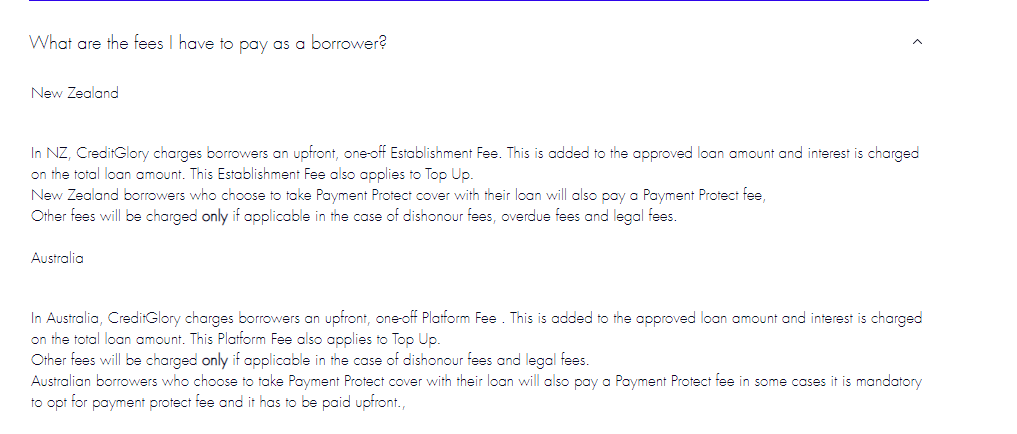 What are the fees I have to pay as a borrower?
New Zealand
In NZ, CreditGlory charges borrowers an upfront, one-off Establishment Fee. This is added to the approved loan amount and interest is charged
on the total loan amount. This Establishment Fee also applies to Top Up.
New Zealand borrowers who choose to take Payment Protect cover with their loan will also pay a Payment Protect fee,
Other fees will be charged only if applicable in the case of dishonour fees, overdue fees and legal fees.
Australia
In Australia, CreditGlory charges borrowers an upfront, one-off Platform Fee . This is added to the approved loan amount and interest is charged
on the total loan amount. This Platform Fee also applies to Top Up.
Other fees will be charged only if applicable in the case of dishonour fees and legal fees.
Australian borrowers who choose to take Payment Protect cover with their loan will also pay a Payment Protect fee in some cases it is mandatory
to opt for payment protect fee and it has to be paid upfront.,